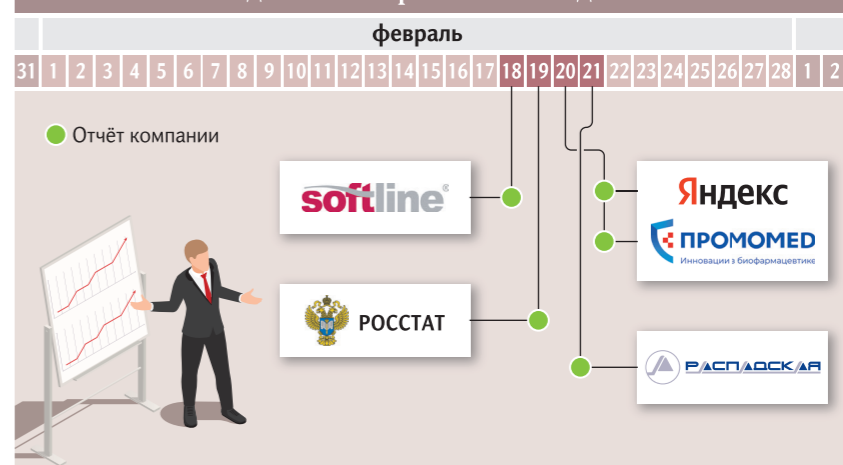 февраль
31 1 2 3 4 5 6 7 8 9 10 11 12 13 14 15 16 17 18 19 20 21 22 23 24 25 26 27 28 1 2
Отчёт компании
softline®
Яндекс
ПРОМОМЕД
Инновации в биофармацевтике
РОССТАТ
РАСПАДСКАЯ